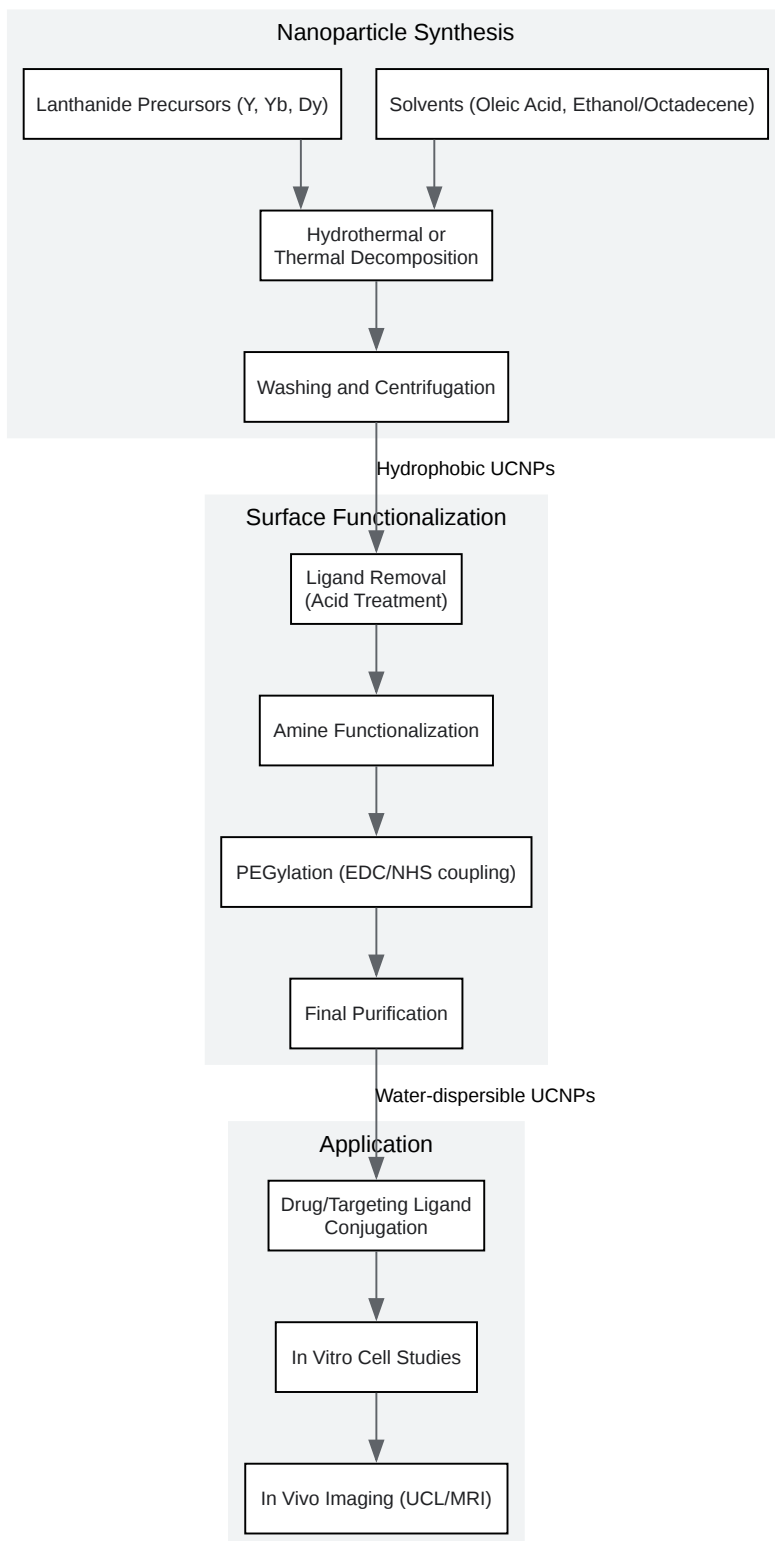 Nanoparticle Synthesis
Lanthanide Precursors (Y, Yb, Dy)
Solvents (Oleic Acid, Ethanol/Octadecene)
Hydrothermal or
Thermal Decomposition
Washing and Centrifugation
Hydrophobic UCNPs
Surface Functionalization
Ligand Removal
(Acid Treatment)
Amine Functionalization
PEGylation (EDC/NHS coupling)
Final Purification
Water-dispersible UCNPs
Application
Drug/Targeting Ligand
Conjugation
In Vitro Cell Studies
In Vivo Imaging (UCL/MRI)